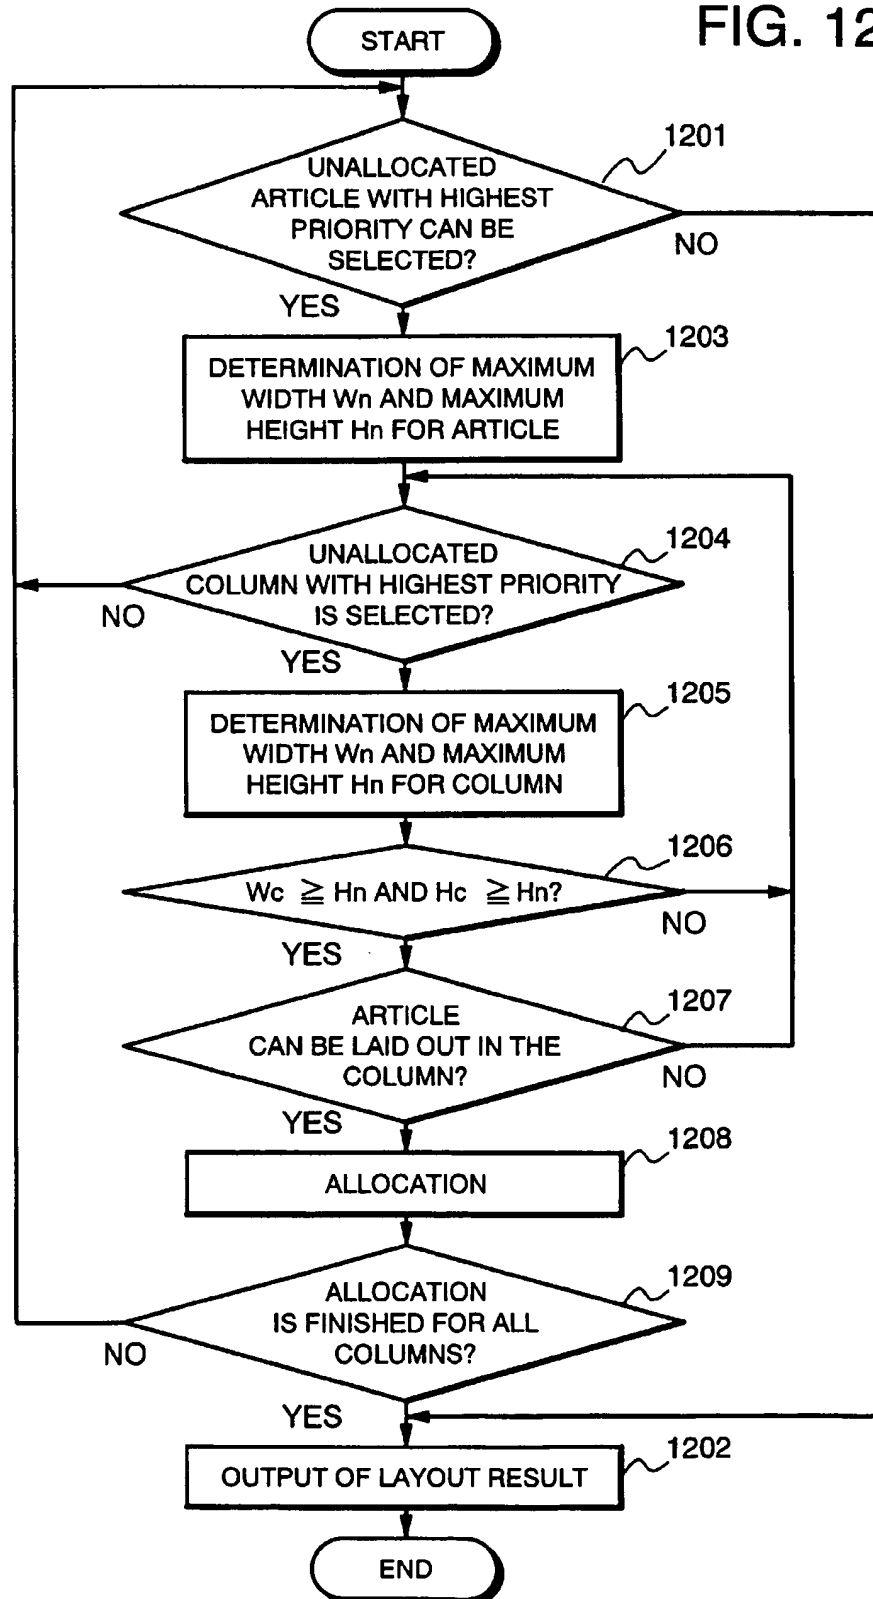 FIG. 12
START
1201
UNALLOCATED
ARTICLE WITH HIGHEST
PRIORITY CAN BE
SELECTED?
NO
YES
1203
DETERMINATION OF MAXIMUM
WIDTH Wn AND MAXIMUM
HEIGHT Hn FOR ARTICLE
1204
UNALLOCATED
COLUMN WITH HIGHEST PRIORITY
IS SELECTED?
NO
YES
1205
DETERMINATION OF MAXIMUM
WIDTH Wn AND MAXIMUM
HEIGHT Hn FOR COLUMN
1206
Wc ≧ Hn AND Hc ≧ Hn?
NO
YES
1207
ARTICLE
CAN BE LAID OUT IN THE
COLUMN?
NO
YES
1208
ALLOCATION
1209
ALLOCATION
IS FINISHED FOR ALL
COLUMNS?
NO
YES
1202
OUTPUT OF LAYOUT RESULT
END